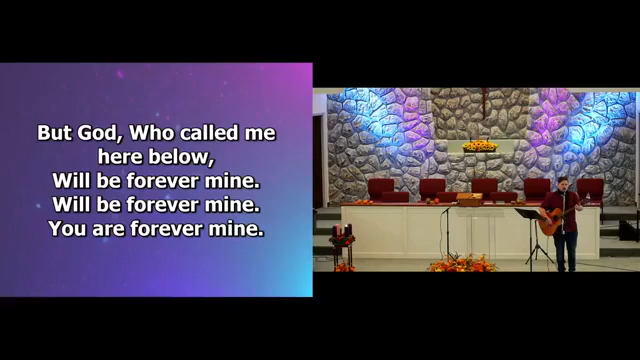 But God, Who called me
here below,
Will be forever mine.
Will be forever mine.
You are forever mine.